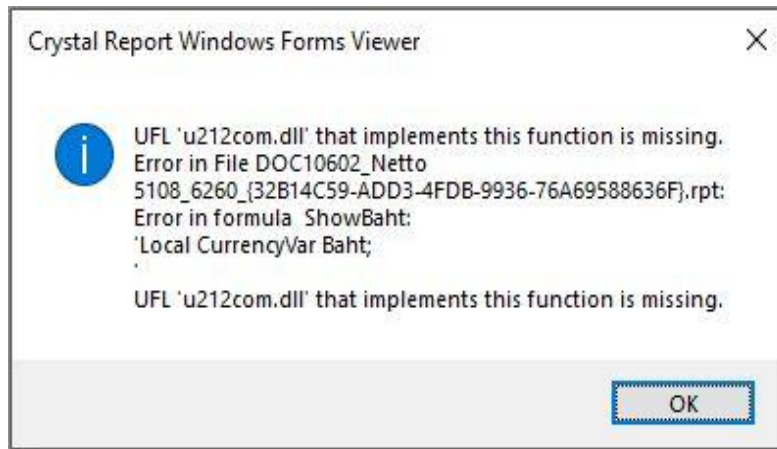 Crystal Report Windows Forms Viewer
UFL 'u212com.dll' that implements this function is missing.
Error in File DOC10602_Netto
5108_6260_{32B14C59-ADD3-4FDB-9936-76A69588636F}.rpt:
Error in formula  ShowBaht:
'Local CurrencyVar Baht;
'
UFL 'u212com.dll' that implements this function is missing.
OK